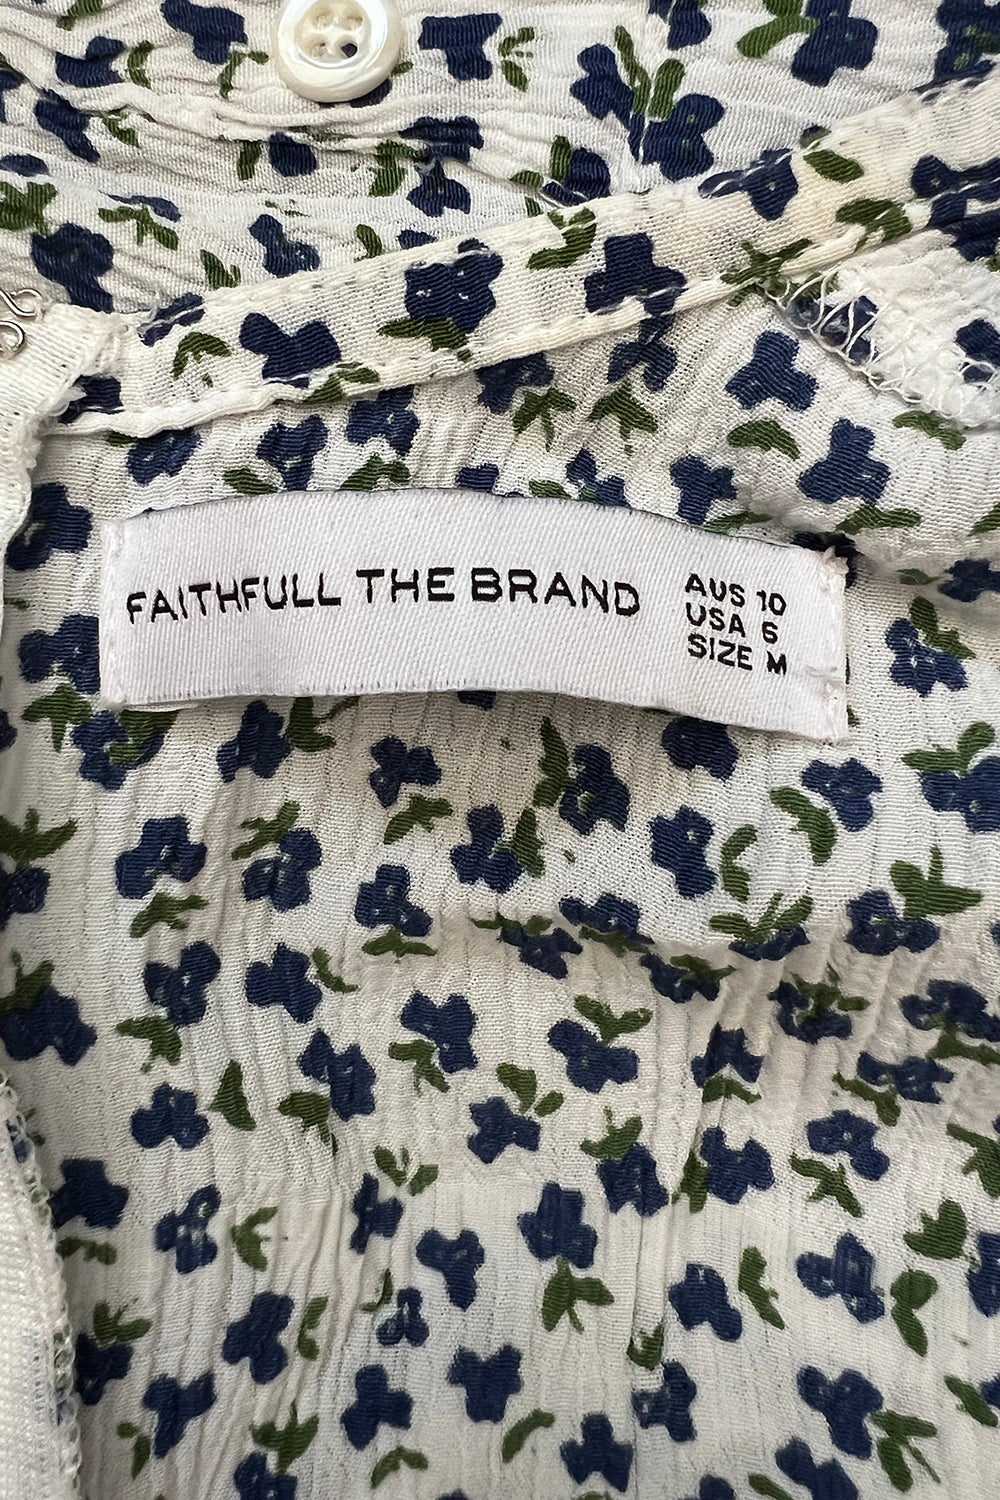 FAITHFULL THE BRAND
AUS 10
USA 6
SIZE M